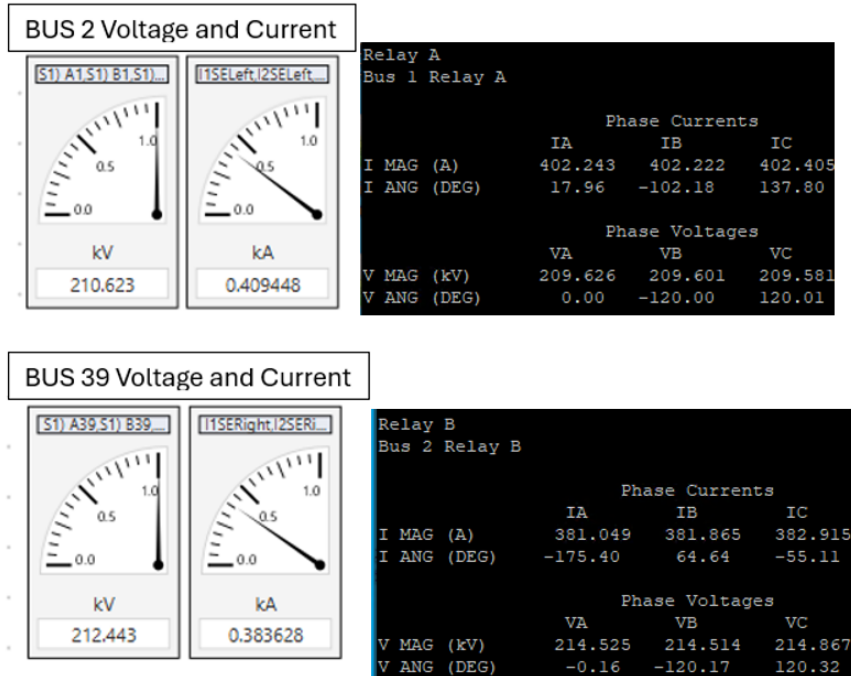 BUS 2 Voltage and Current
S1) A1,S1) B1,S1)...
0.0
0.5
1.0
kV
210.623
I1SELeft,I2SELeft,...
0.0
0.5
1.0
kA
0.409448
Relay A
Bus 1 Relay A
Phase Currents
IA IB IC
I MAG (A) 402.243 402.222 402.405
I ANG (DEG) 17.96 -102.18 137.80
Phase Voltages
VA VB VC
V MAG (kV) 209.626 209.601 209.581
V ANG (DEG) 0.00 -120.00 120.01
BUS 39 Voltage and Current
S1) A39,S1) B39,...
0.0
0.5
1.0
kV
212.443
I1SERight,I2SERi...
0.0
0.5
1.0
kA
0.383628
Relay B
Bus 2 Relay B
Phase Currents
IA IB IC
I MAG (A) 381.049 381.865 382.915
I ANG (DEG) -175.40 64.64 -55.11
Phase Voltages
VA VB VC
V MAG (kV) 214.525 214.514 214.867
V ANG (DEG) -0.16 -120.17 120.32